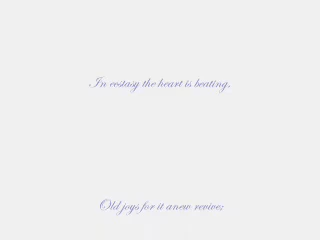 In ecstasy the heart is beating,
Old joys for it anew revive;